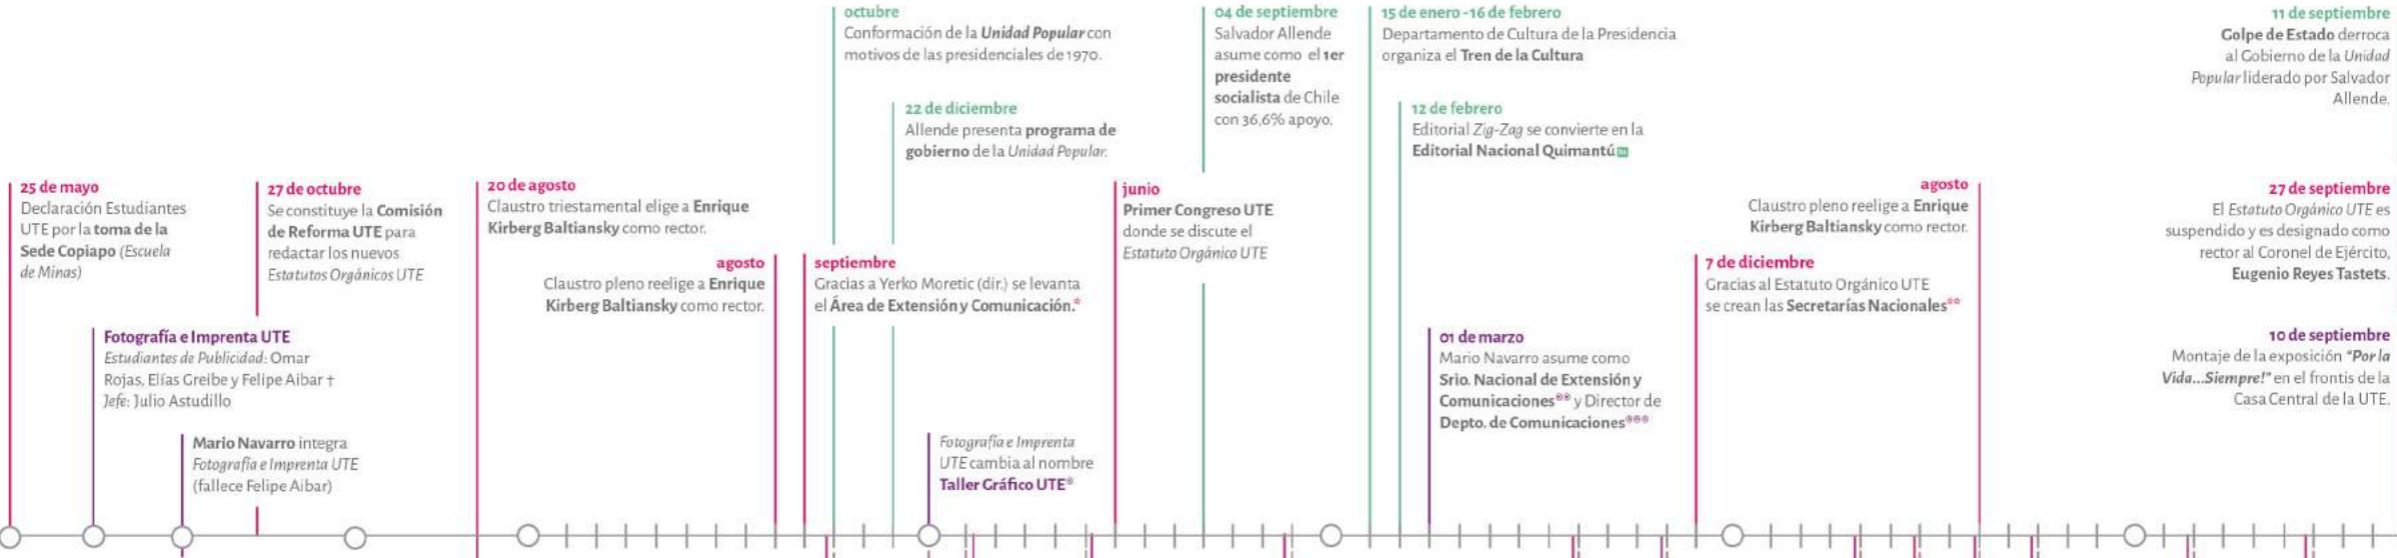 octubre
Conformación de la Unidad Popular con
motivos de las presidenciales de 1970.
04 de septiembre
Salvador Allende
asume como el 1er
presidente
socialista de Chile
con 36,6% apoyo.
15 de enero - 16 de febrero
Departamento de Cultura de la Presidencia
organiza el Tren de la Cultura
11 de septiembre
Golpe de Estado derroca
al Gobierno de la Unidad
Popular liderado por Salvador
Allende.
22 de diciembre
Allende presenta programa de
gobierno de la Unidad Popular.
12 de febrero
Editorial Zig-Zag se convierte en la
Editorial Nacional Quimantú
25 de mayo
Declaración Estudiantes
UTE por la toma de la
Sede Copiapo (Escuela
de Minas)
27 de octubre
Se constituye la Comisión
de Reforma UTE para
redactar los nuevos
Estatutos Orgánicos UTE
20 de agosto
Claustro triestamental elige a Enrique
Kirberg Baltiansky como rector.
agosto
Claustro pleno reelige a Enrique
Kirberg Baltiansky como rector.
septiembre
Gracias a Yerko Moretic (dir.) se levanta
el Área de Extensión y Comunicación.*
junio
Primer Congreso UTE
donde se discute el
Estatuto Orgánico UTE
agosto
Claustro pleno reelige a Enrique
Kirberg Baltiansky como rector.
7 de diciembre
Gracias al Estatuto Orgánico UTE
se crean las Secretarías Nacionales**
27 de septiembre
El Estatuto Orgánico UTE es
suspendido y es designado como
rector al Coronel de Ejército,
Eugenio Reyes Tastets.
Fotografía e Imprenta UTE
Estudiantes de Publicidad: Omar
Rojas, Elías Greibe y Felipe Aibar †
Jefe: Julio Astudillo
Mario Navarro integra
Fotografía e Imprenta UTE
(fallece Felipe Aibar)
Fotografía e Imprenta
UTE cambia al nombre
Taller Gráfico UTE®
01 de marzo
Mario Navarro asume como
Srio. Nacional de Extensión y
Comunicaciones®® y Director de
Depto. de Comunicaciones®®®
10 de septiembre
Montaje de la exposición "Por la
Vida...Siempre!" en el frontis de la
Casa Central de la UTE.